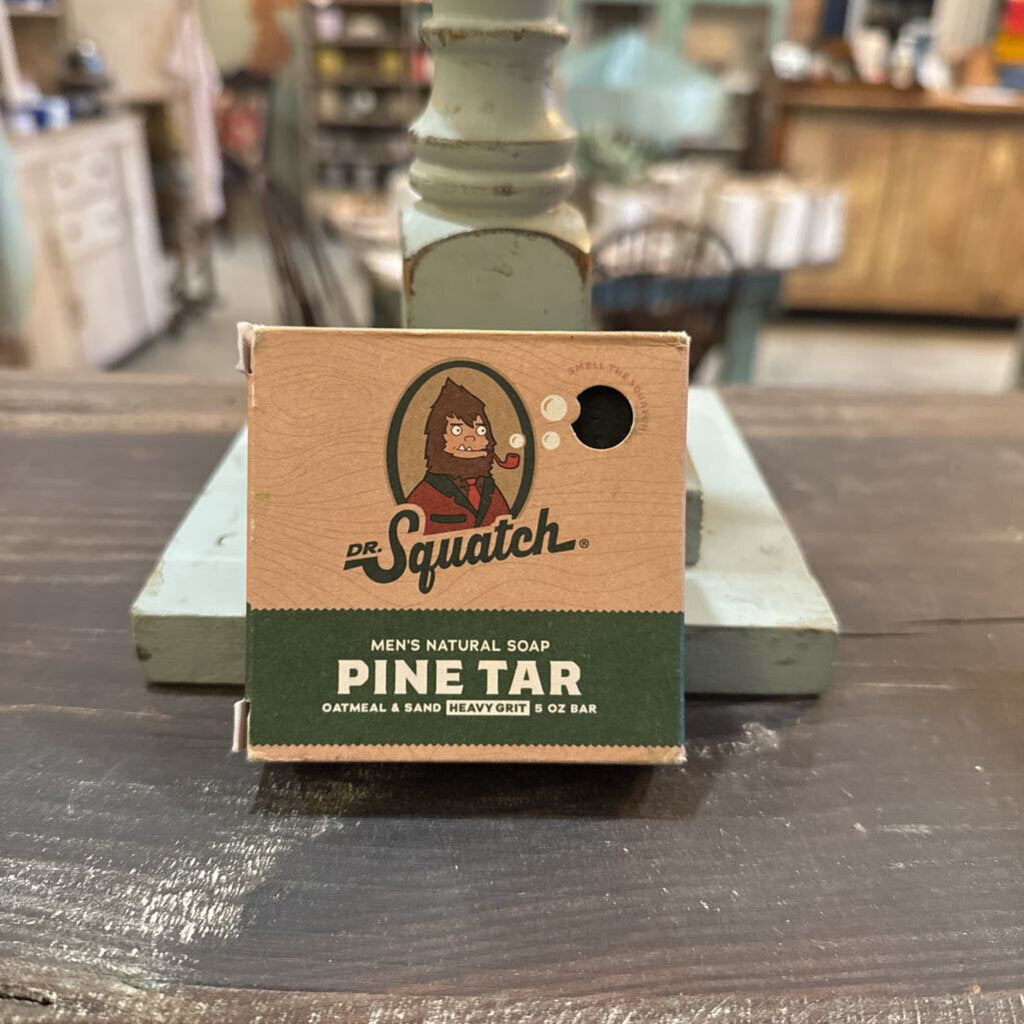 SMELL THE SQUATCH
DR. Squatch®
MEN'S NATURAL SOAP
PINE TAR
OATMEAL & SAND HEAVY GRIT 5 OZ BAR